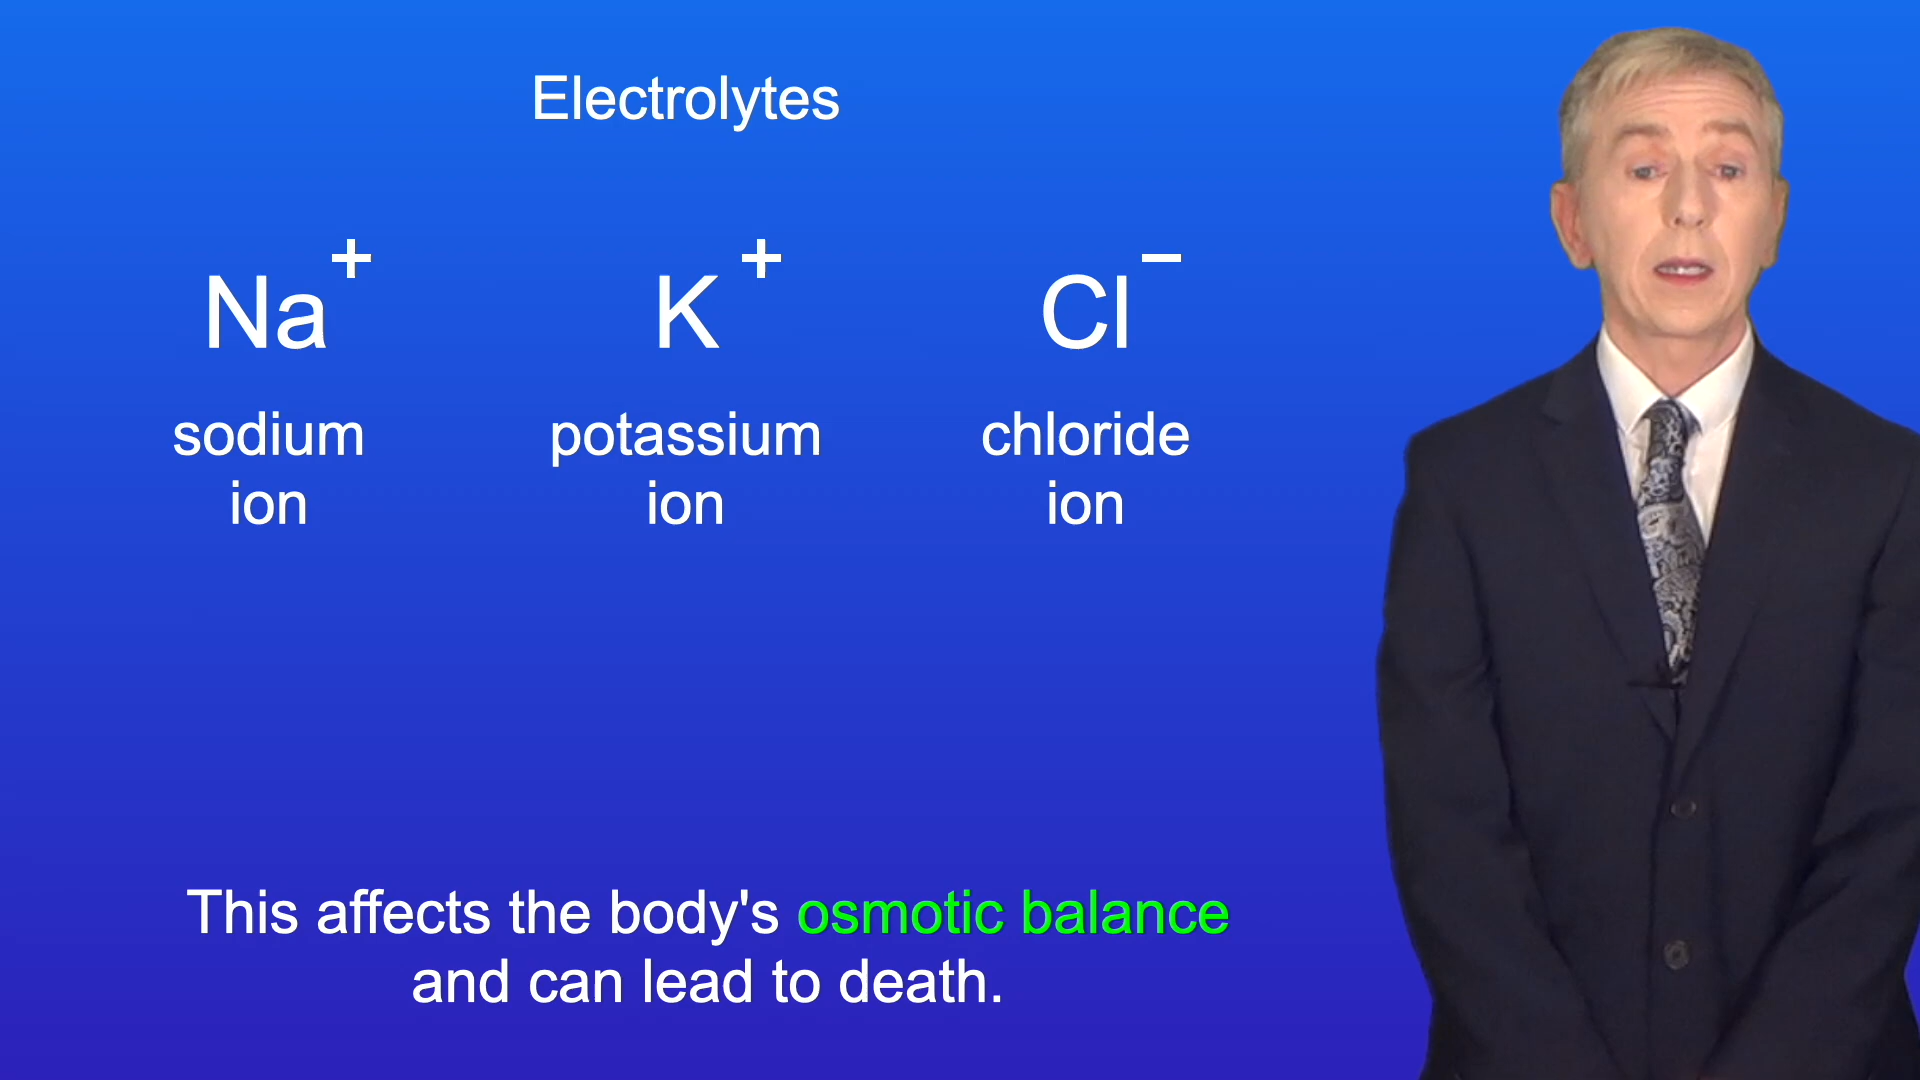 Electrolytes
Na+ K+ Cl–
sodium ion
potassium ion
chloride ion
This affects the body's osmotic balance
and can lead to death.